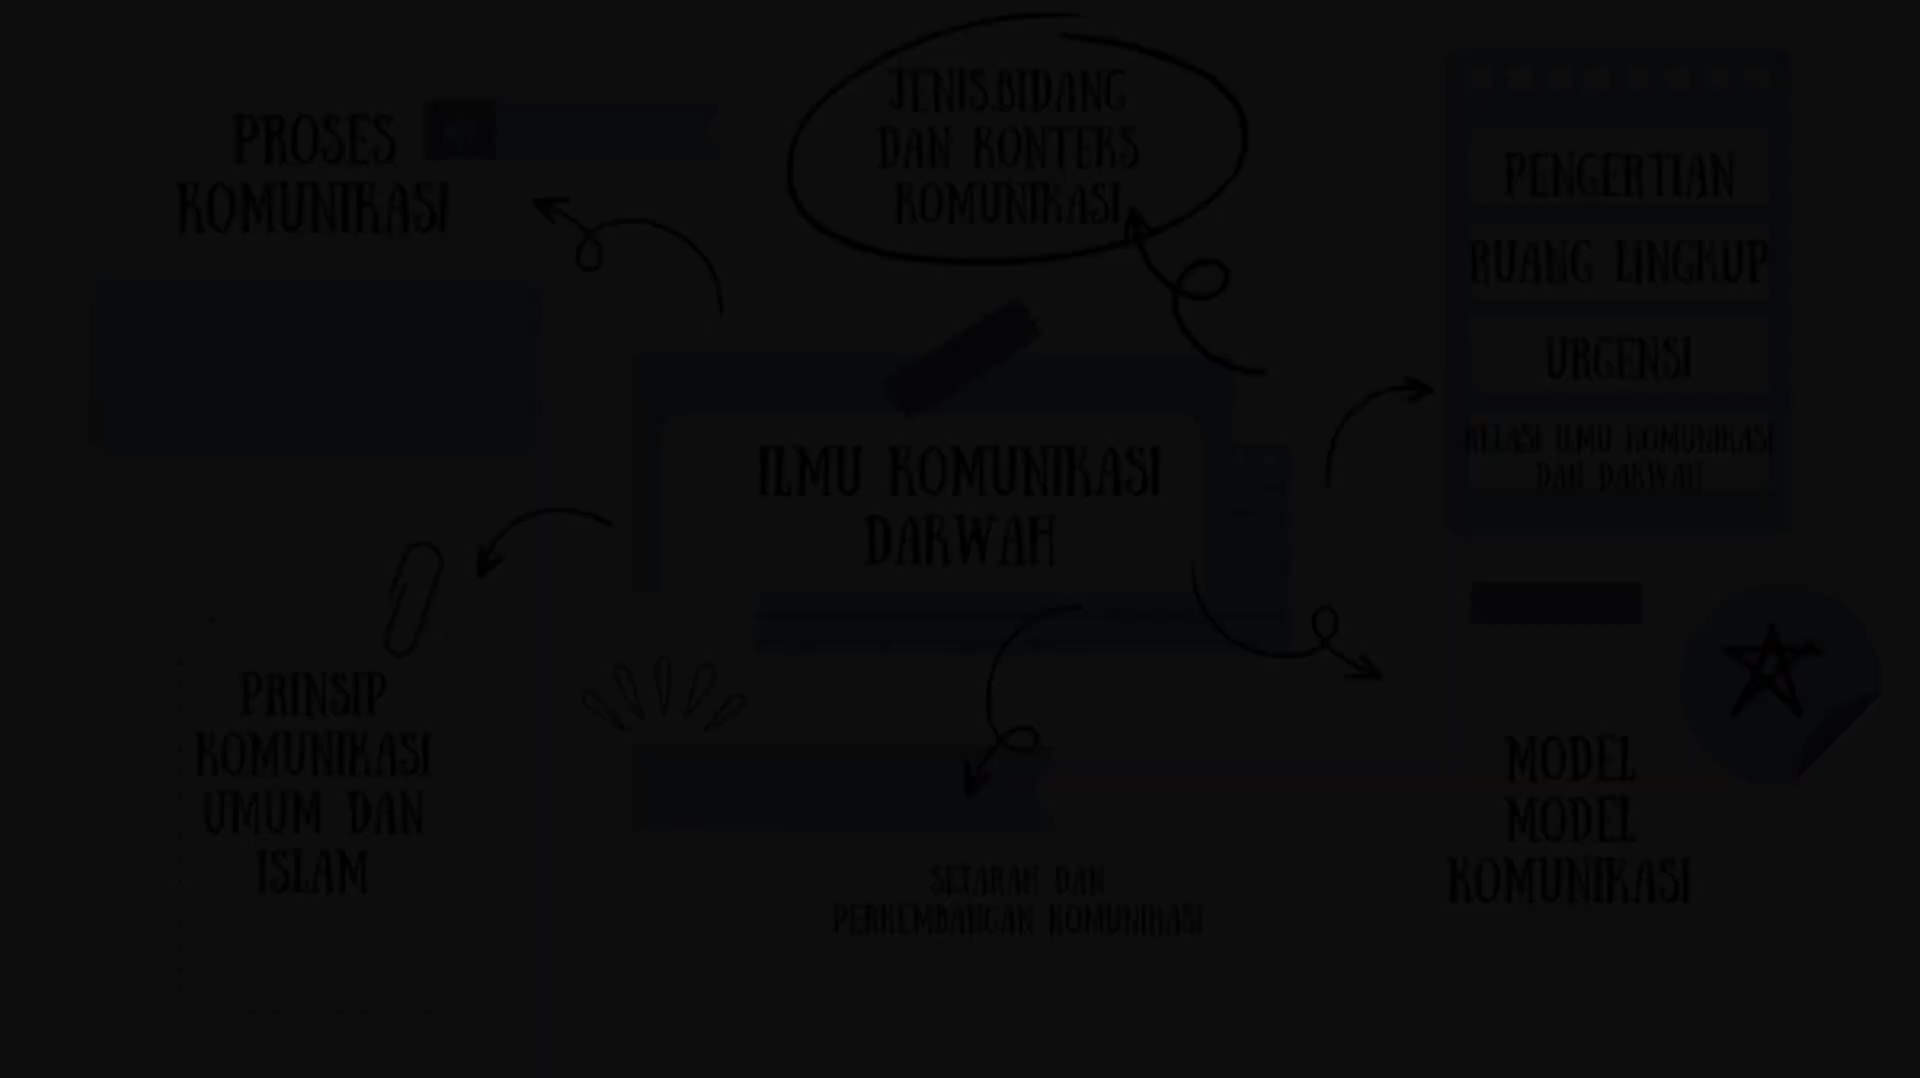 PROSES
KOMUNIKASI
JENIS,BIDANG
DAN KONTEKS
KOMUNIKASI
PENGERTIAN
RUANG LINGKUP
URGENSI
RELASI ILMU KOMUNIKASI
DAN DAKWAH
ILMU KOMUNIKASI
DAKWAH
PRINSIP
KOMUNIKASI
UMUM DAN
ISLAM
SEJARAH DAN
PERKEMBANGAN KOMUNIKASI
MODEL
MODEL
KOMUNIKASI